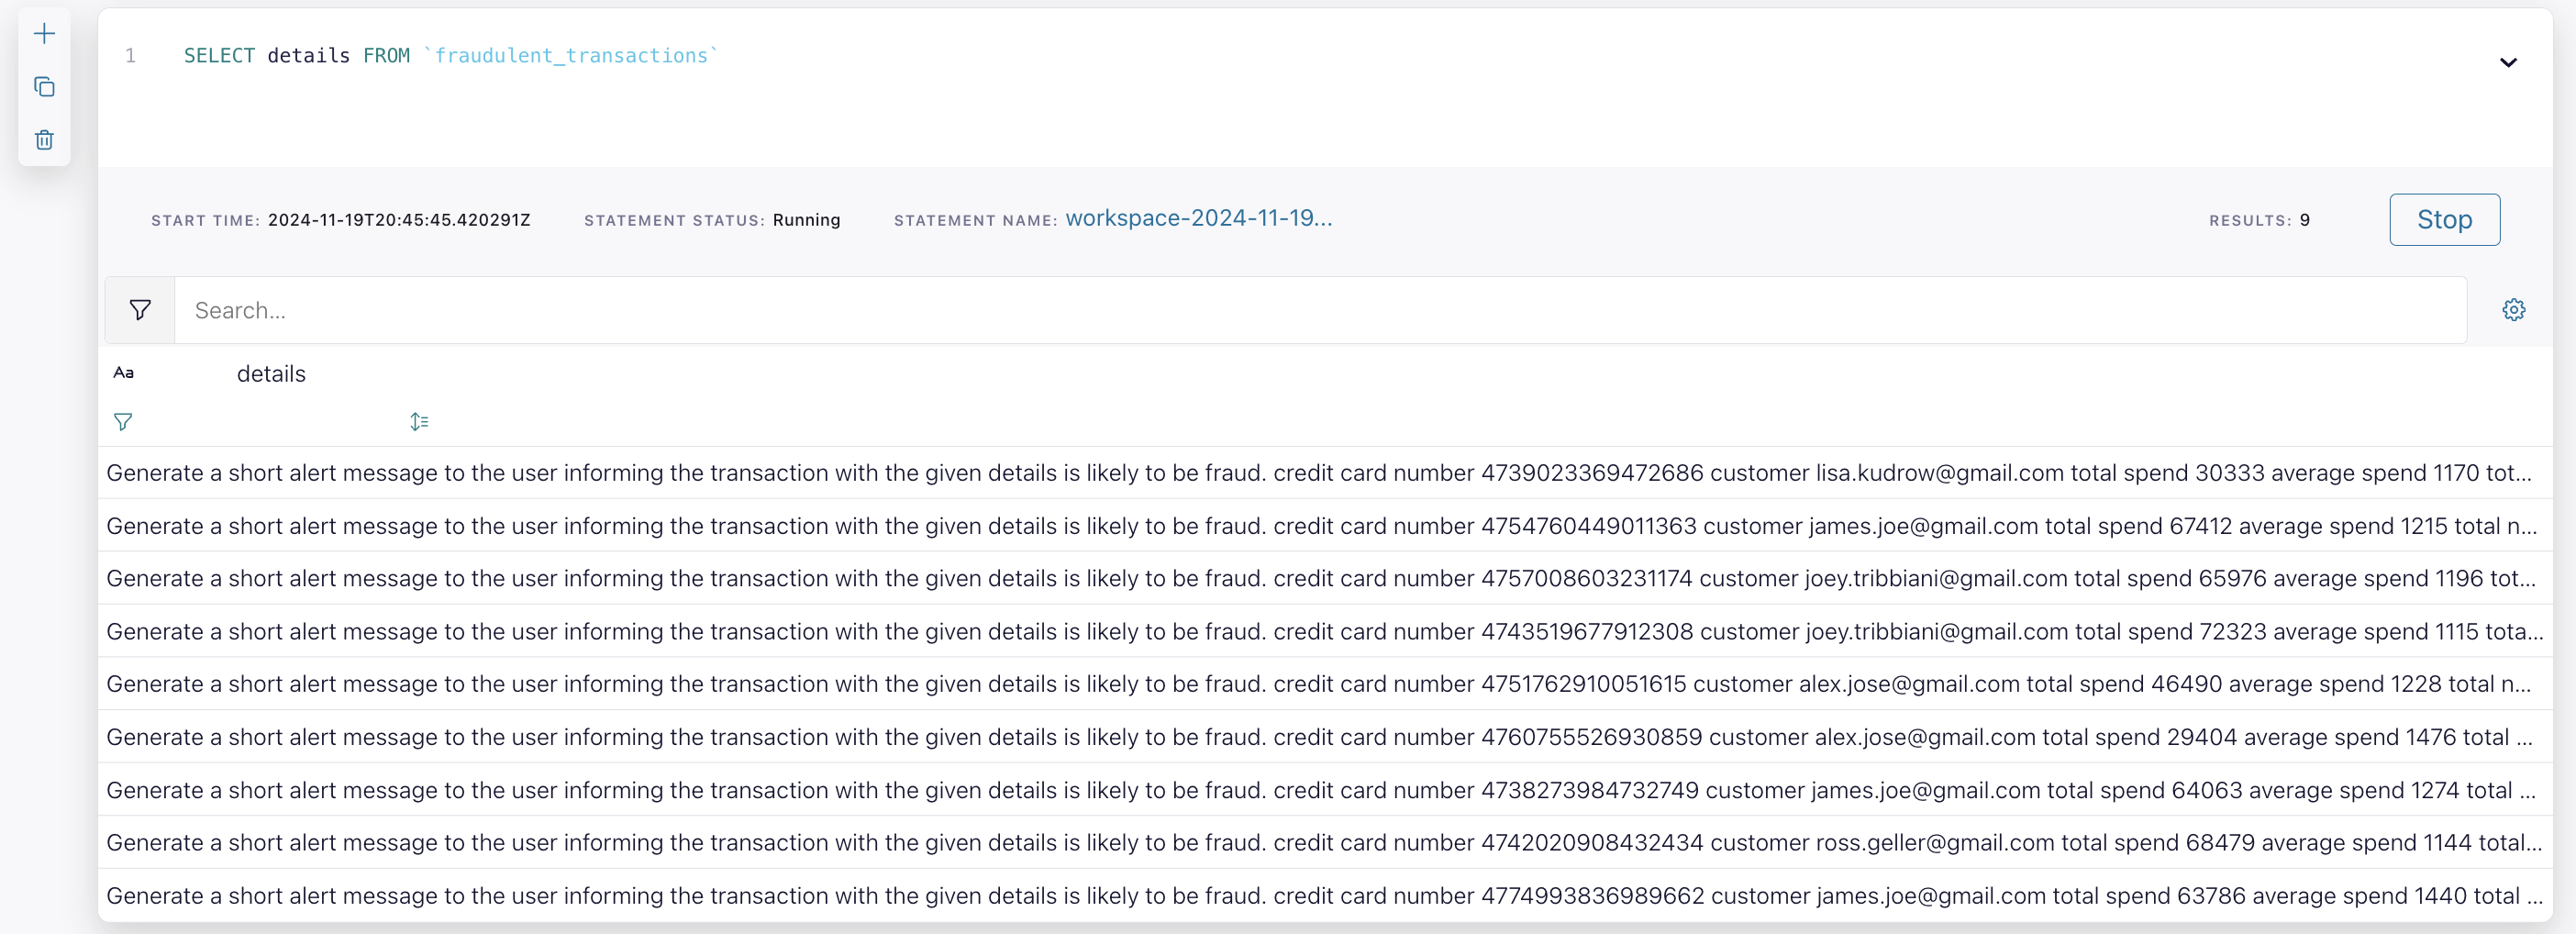 1 SELECT details FROM `fraudulent_transactions`
START TIME: 2024-11-19T20:45:45.420291Z STATEMENT STATUS: Running STATEMENT NAME: workspace-2024-11-19... RESULTS: 9 Stop
Search...
Aa details
Generate a short alert message to the user informing the transaction with the given details is likely to be fraud. credit card number 4739023369472686 customer lisa.kudrow@gmail.com total spend 30333 average spend 1170 tot...
Generate a short alert message to the user informing the transaction with the given details is likely to be fraud. credit card number 4754760449011363 customer james.joe@gmail.com total spend 67412 average spend 1215 total n...
Generate a short alert message to the user informing the transaction with the given details is likely to be fraud. credit card number 4757008603231174 customer joey.tribbiani@gmail.com total spend 65976 average spend 1196 tot...
Generate a short alert message to the user informing the transaction with the given details is likely to be fraud. credit card number 4743519677912308 customer joey.tribbiani@gmail.com total spend 72323 average spend 1115 tota...
Generate a short alert message to the user informing the transaction with the given details is likely to be fraud. credit card number 4751762910051615 customer alex.jose@gmail.com total spend 46490 average spend 1228 total n...
Generate a short alert message to the user informing the transaction with the given details is likely to be fraud. credit card number 4760755526930859 customer alex.jose@gmail.com total spend 29404 average spend 1476 total ...
Generate a short alert message to the user informing the transaction with the given details is likely to be fraud. credit card number 4738273984732749 customer james.joe@gmail.com total spend 64063 average spend 1274 total ...
Generate a short alert message to the user informing the transaction with the given details is likely to be fraud. credit card number 4742020908432434 customer ross.geller@gmail.com total spend 68479 average spend 1144 total...
Generate a short alert message to the user informing the transaction with the given details is likely to be fraud. credit card number 4774993836989662 customer james.joe@gmail.com total spend 63786 average spend 1440 total ...